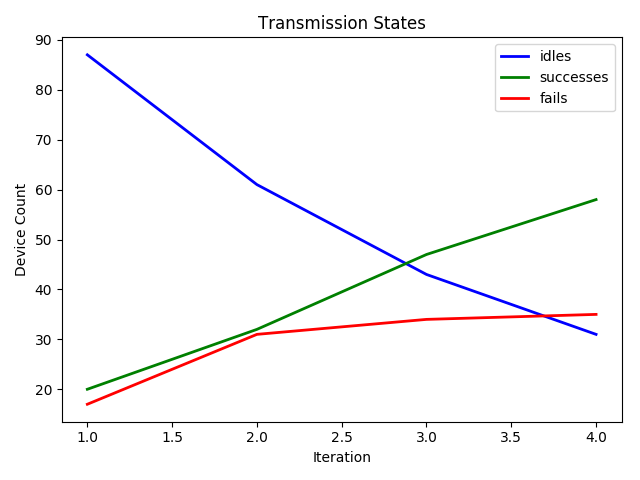 Transmission States
90
80
70
60
50
40
30
20
Device Count
idles
successes
fails
1.0 1.5 2.0 2.5 3.0 3.5 4.0
Iteration